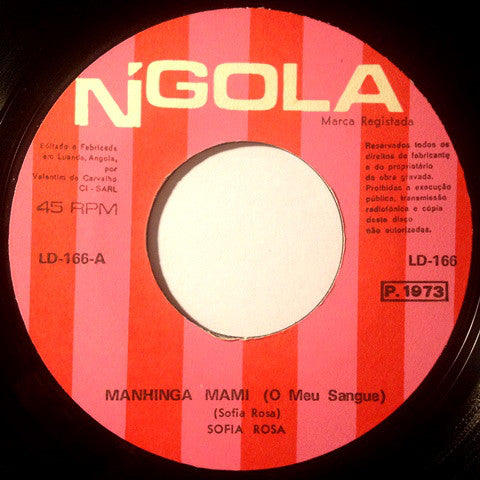 N'GOLA
Marca Registada
Editado e Fabricado
em Luanda, Angola,
por
Valentim de Carvalho
CI - SARL
45 RPM
Reservados todos os
direitos de fabricante
e do proprietário
da obra gravada.
Proibidas a execução
pública, transmissão
radiofónica e cópia
deste disco
não autorizadas.
LD-166-A
LD-166
P.1973
MANHINGA MAMI (O Meu Sangue)
(Sofia Rosa)
SOFIA ROSA